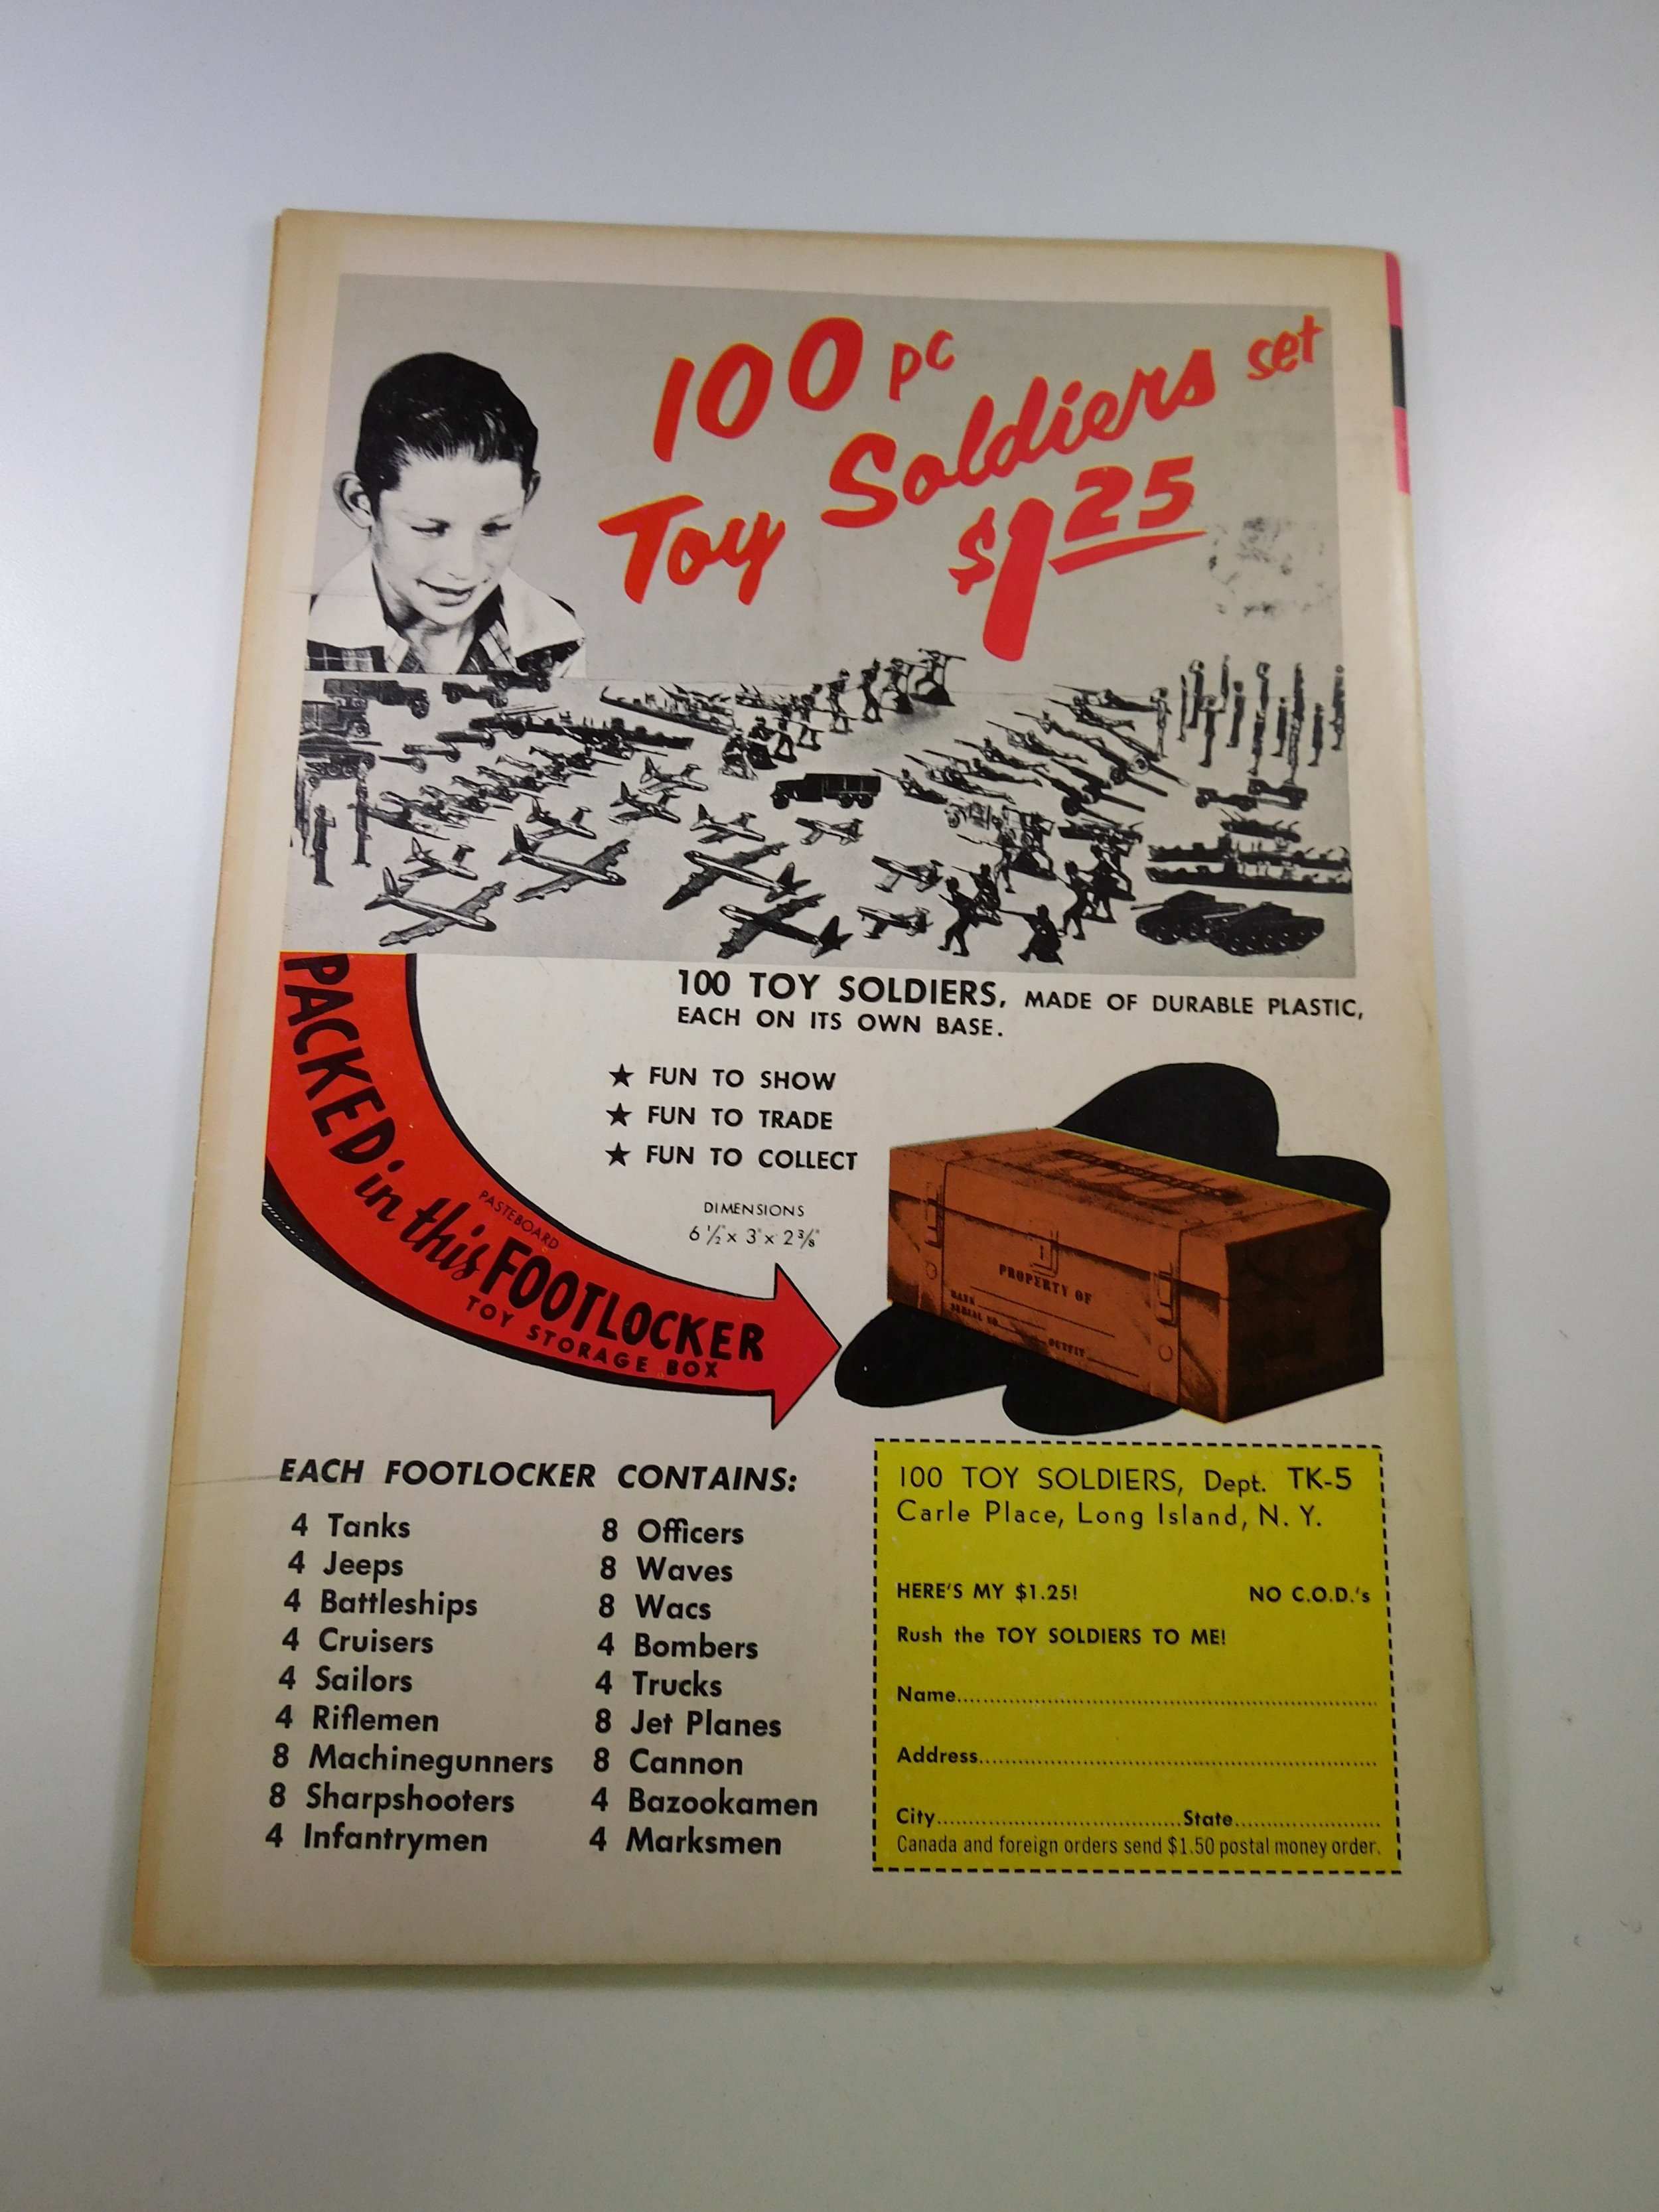 100 pc
Toy Soldiers set
$1.25
100 TOY SOLDIERS, MADE OF DURABLE PLASTIC,
EACH ON ITS OWN BASE.
★ FUN TO SHOW
★ FUN TO TRADE
★ FUN TO COLLECT
DIMENSIONS
6 1/2" x 3" x 2 3/8"
PACKED in this PASTEBOARD FOOTLOCKER
TOY STORAGE BOX
PROPERTY OF
RANK
SERIAL NO. OUTFIT
EACH FOOTLOCKER CONTAINS:
4 Tanks
4 Jeeps
4 Battleships
4 Cruisers
4 Sailors
4 Riflemen
8 Machinegunners
8 Sharpshooters
4 Infantrymen
8 Officers
8 Waves
8 Wacs
4 Bombers
4 Trucks
8 Jet Planes
8 Cannon
4 Bazookamen
4 Marksmen
100 TOY SOLDIERS, Dept. TK-5
Carle Place, Long Island, N. Y.
HERE'S MY $1.25! NO C.O.D.'s
Rush the TOY SOLDIERS TO ME!
Name
Address
City State
Canada and foreign orders send $1.50 postal money order.